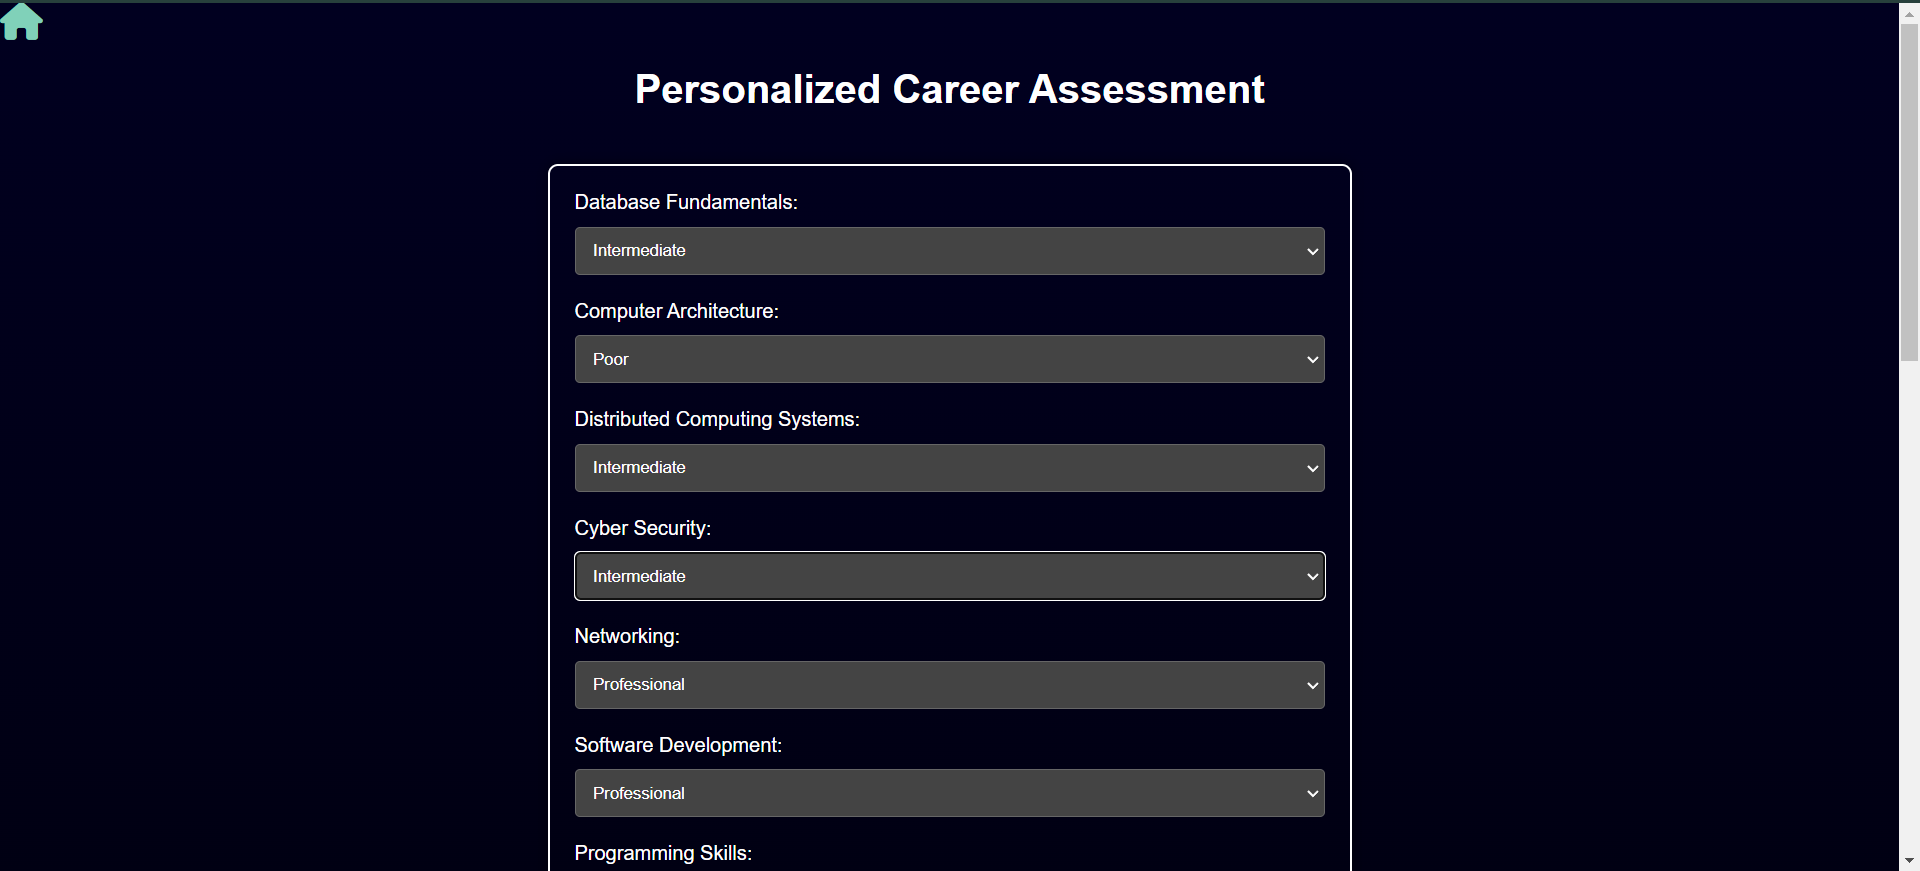 Personalized Career Assessment
Database Fundamentals:
Intermediate
Computer Architecture:
Poor
Distributed Computing Systems:
Intermediate
Cyber Security:
Intermediate
Networking:
Professional
Software Development:
Professional
Programming Skills: